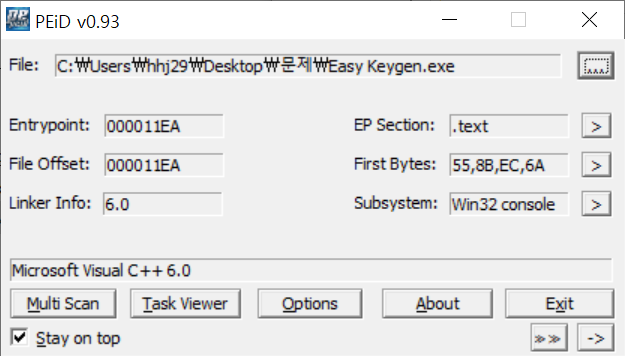 PEiD v0.93
File: C:₩Users₩hhj29₩Desktop₩문제₩Easy Keygen.exe ...
Entrypoint: 000011EA EP Section: .text >
File Offset: 000011EA First Bytes: 55,8B,EC,6A >
Linker Info: 6.0 Subsystem: Win32 console >
Microsoft Visual C++ 6.0
Multi Scan Task Viewer Options About Exit
Stay on top >> ->